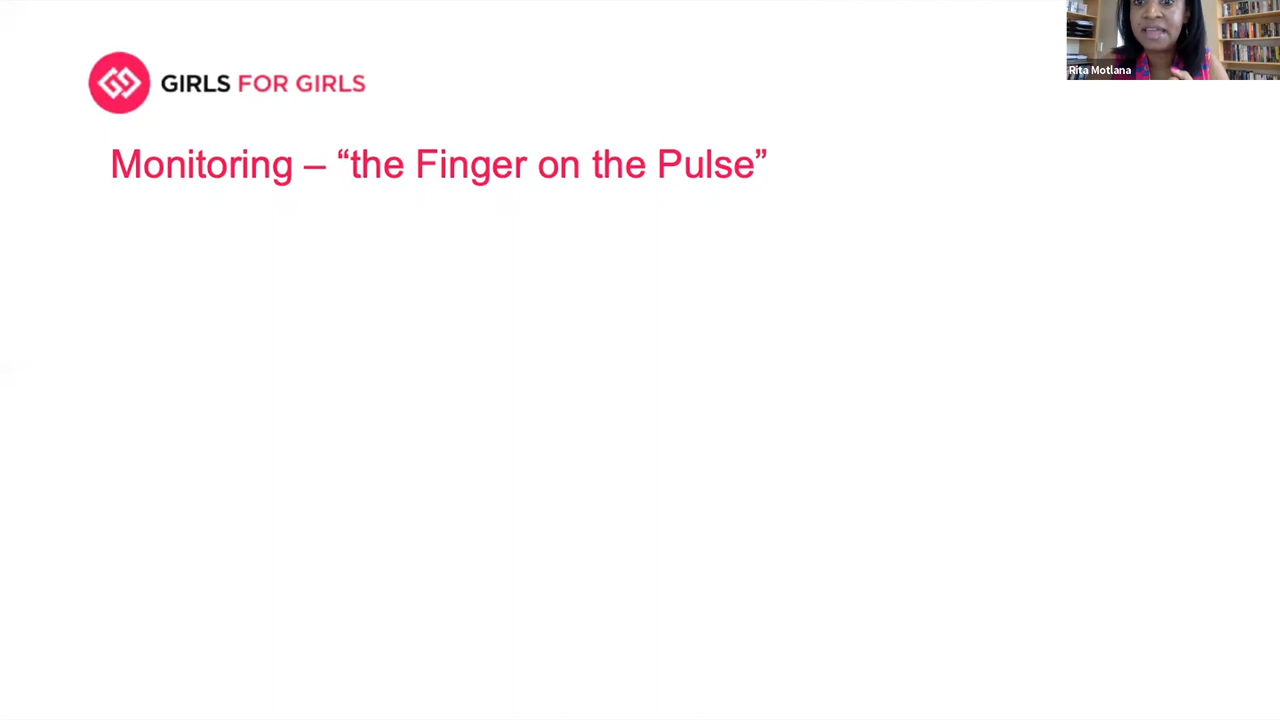 GIRLS FOR GIRLS
Monitoring – “the Finger on the Pulse”
Rita Motlana